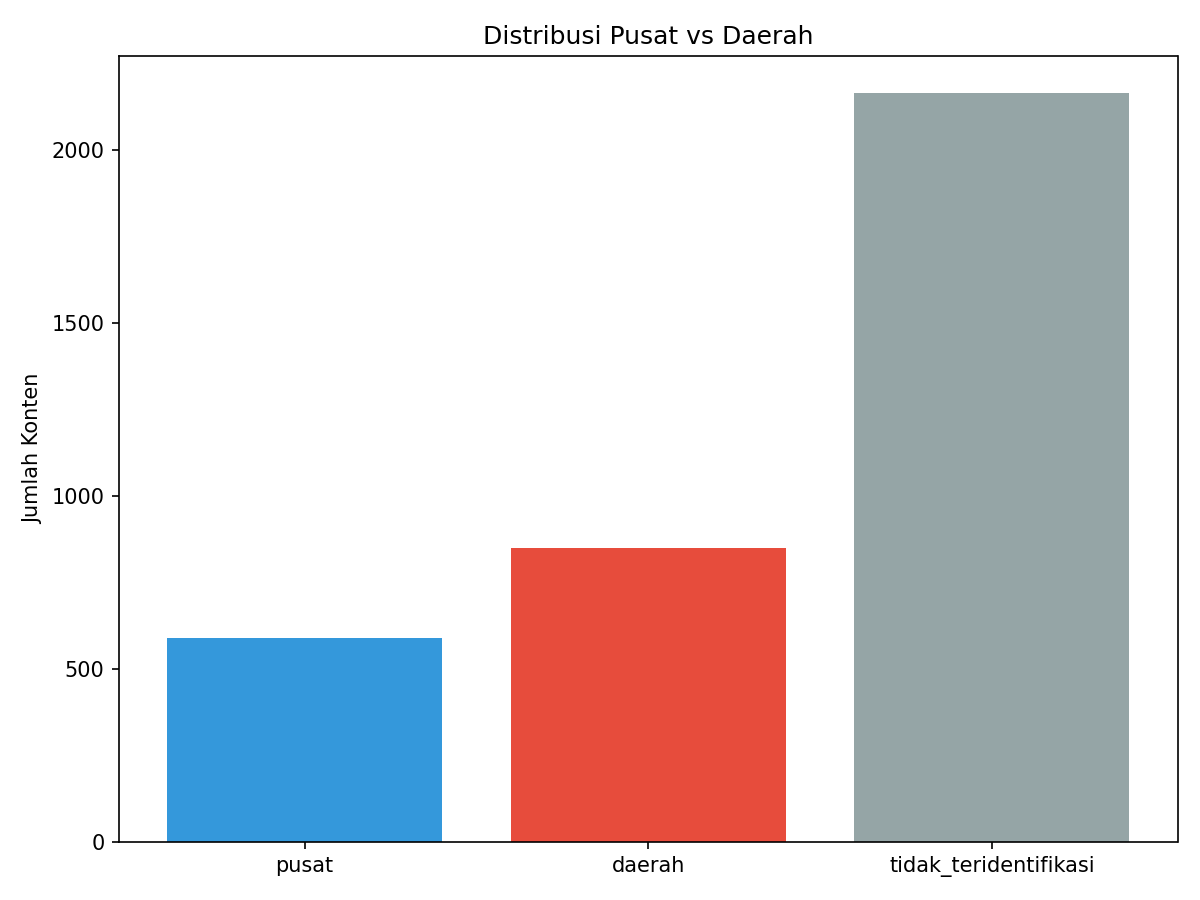 Distribusi Pusat vs Daerah
Jumlah Konten
2000
1500
1000
500
0
pusat
daerah
tidak_teridentifikasi